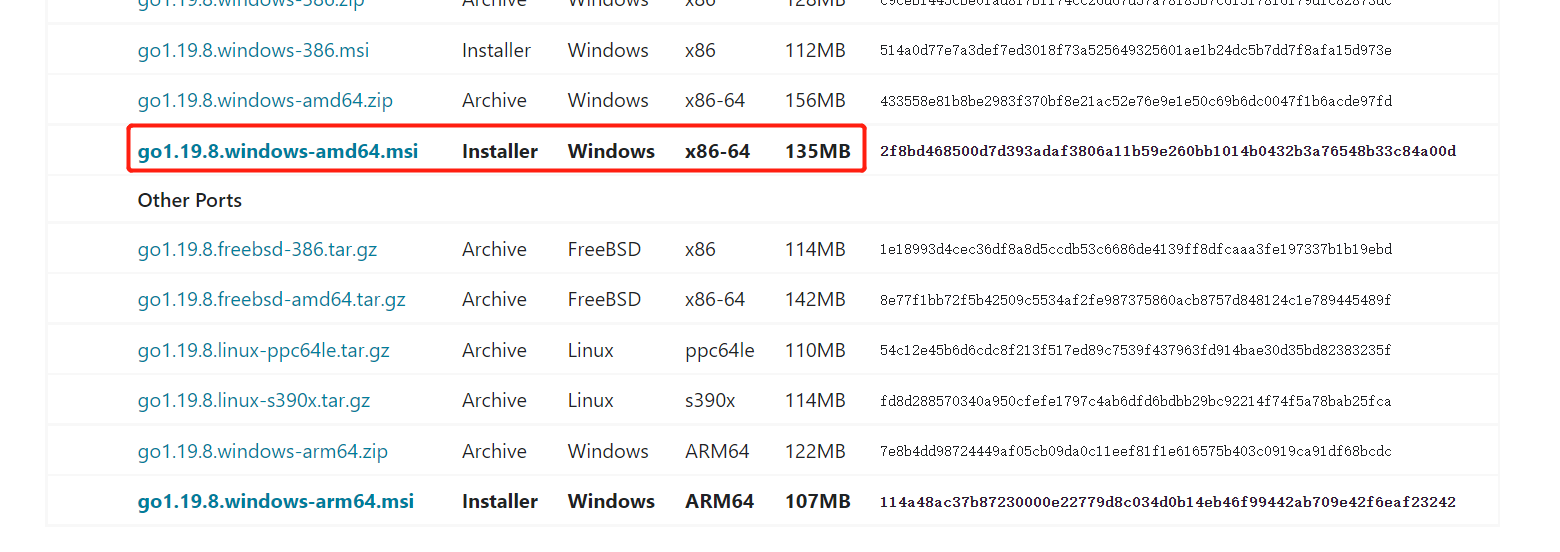 go1.19.8.windows-386.zip Archive Windows x86 128MB
go1.19.8.windows-386.msi Installer Windows x86 112MB 514a0d77e7a3def7ed3018f73a525649325601ae1b24dc5b7dd7f8afa15d973e
go1.19.8.windows-amd64.zip Archive Windows x86-64 156MB 433558e81b8be2983f370bf8e21ac52e76e9e1e50c69b6dc0047f1b6acde97fd
go1.19.8.windows-amd64.msi Installer Windows x86-64 135MB 2f8bd468500d7d393adaf3806a11b59e260bb1014b0432b3a76548b33c84a00d
Other Ports
go1.19.8.freebsd-386.tar.gz Archive FreeBSD x86 114MB 1e18993d4cec36df8a8d5ccdb53c6686de4139ff8dfcaaa3fe197337b1b19ebd
go1.19.8.freebsd-amd64.tar.gz Archive FreeBSD x86-64 142MB 8e77f1bb72f5b42509c5534af2fe987375860acb8757d848124c1e789445489f
go1.19.8.linux-ppc64le.tar.gz Archive Linux ppc64le 110MB 54c12e45b6d6cdc8f213f517ed89c7539f437963fd914bae30d35bd82383235f
go1.19.8.linux-s390x.tar.gz Archive Linux s390x 114MB fd8d288570340a950cfefe1797c4ab6dfd6bdbb29bc92214f74f5a78bab25fca
go1.19.8.windows-arm64.zip Archive Windows ARM64 122MB 7e8b4dd98724449af05cb09da0c11eef81f1e616575b403c0919ca91df68bcdc
go1.19.8.windows-arm64.msi Installer Windows ARM64 107MB 114a48ac37b87230000e22779d8c034d0b14eb46f99442ab709e42f6eaf23242